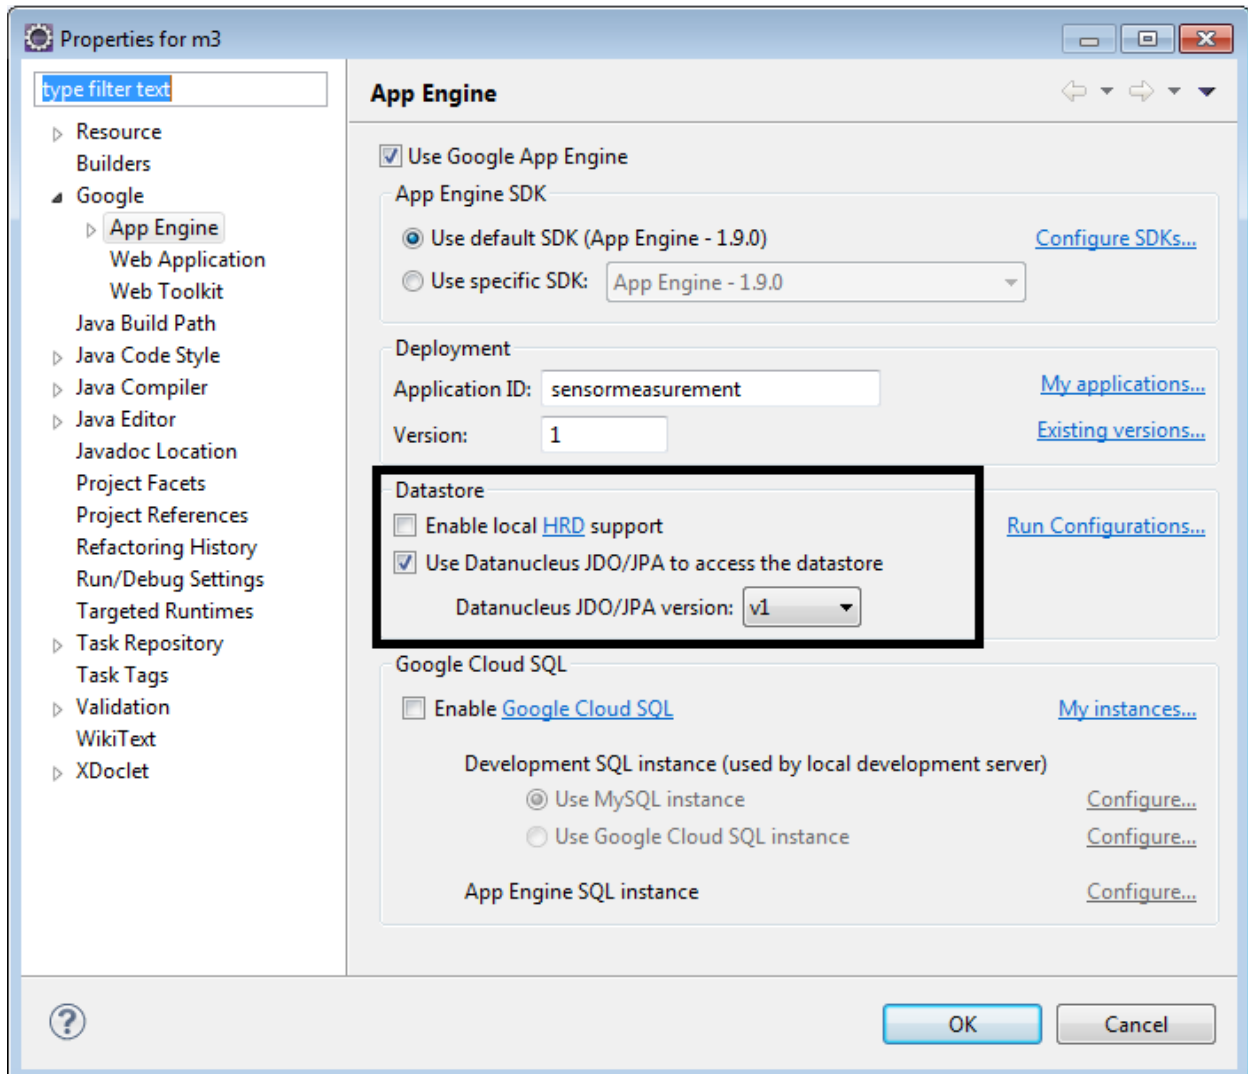 Properties for m3
type filter text
Resource
Builders
Google
App Engine
Web Application
Web Toolkit
Java Build Path
Java Code Style
Java Compiler
Java Editor
Javadoc Location
Project Facets
Project References
Refactoring History
Run/Debug Settings
Targeted Runtimes
Task Repository
Task Tags
Validation
WikiText
XDoclet
App Engine
Use Google App Engine
App Engine SDK
Use default SDK (App Engine - 1.9.0) Configure SDKs...
Use specific SDK: App Engine - 1.9.0
Deployment
Application ID: sensormeasurement My applications...
Version: 1 Existing versions...
Datastore
Enable local HRD support Run Configurations...
Use Datanucleus JDO/JPA to access the datastore
Datanucleus JDO/JPA version: v1
Google Cloud SQL
Enable Google Cloud SQL My instances...
Development SQL instance (used by local development server)
Use MySQL instance Configure...
Use Google Cloud SQL instance Configure...
App Engine SQL instance Configure...
? OK Cancel